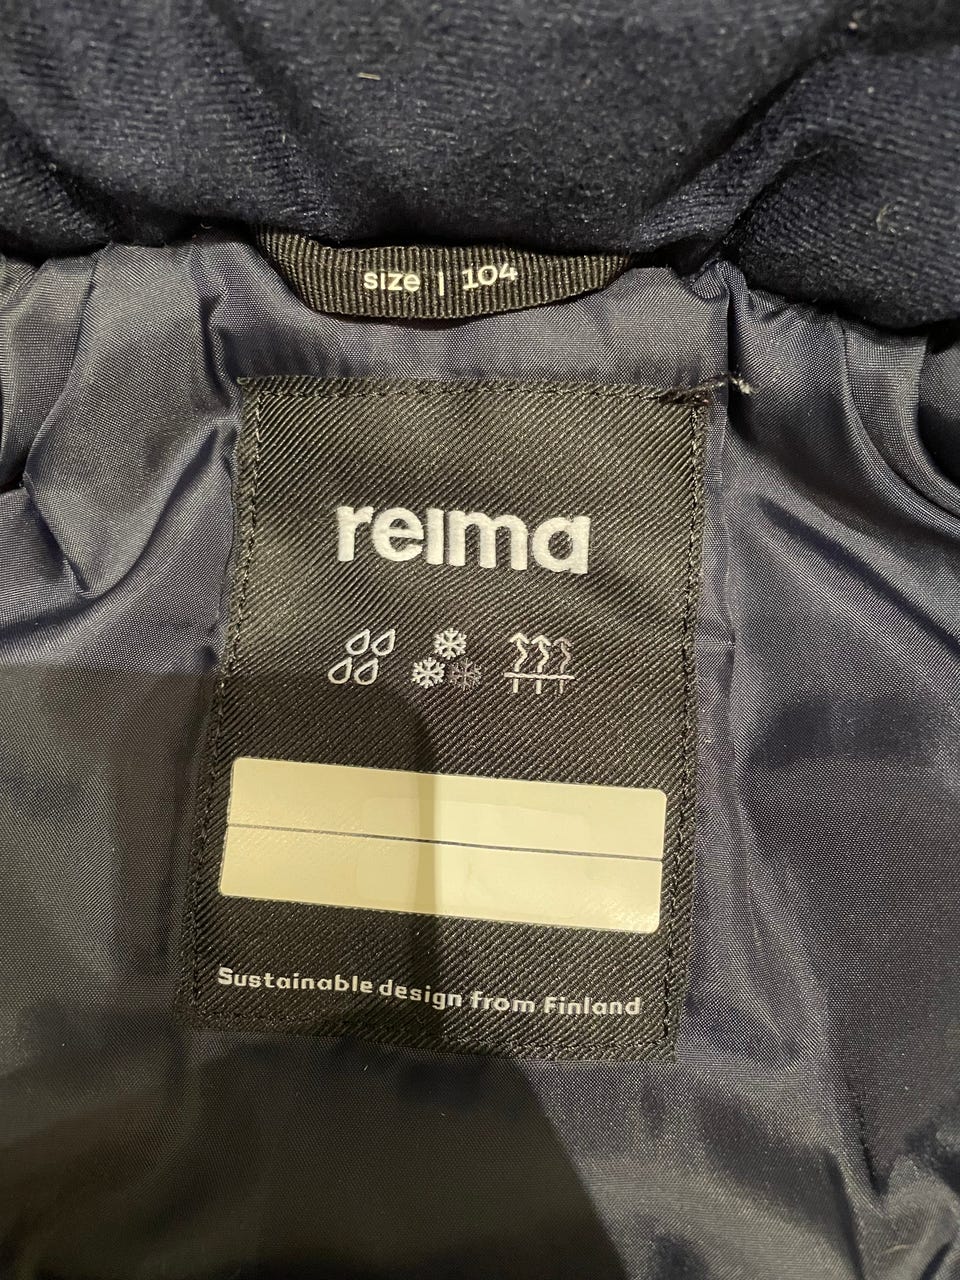 size | 104
reima
Sustainable design from Finland